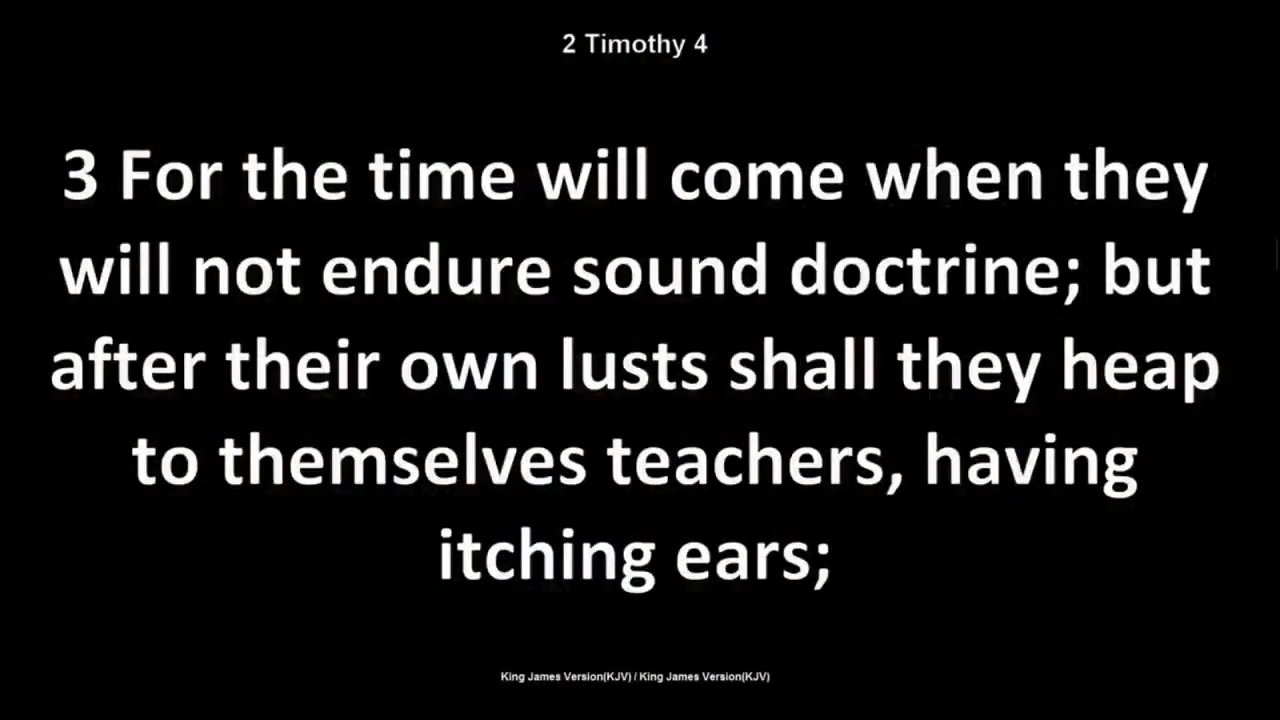 2 Timothy 4
3 For the time will come when they
will not endure sound doctrine; but
after their own lusts shall they heap
to themselves teachers, having
itching ears;
King James Version(KJV) / King James Version(KJV)